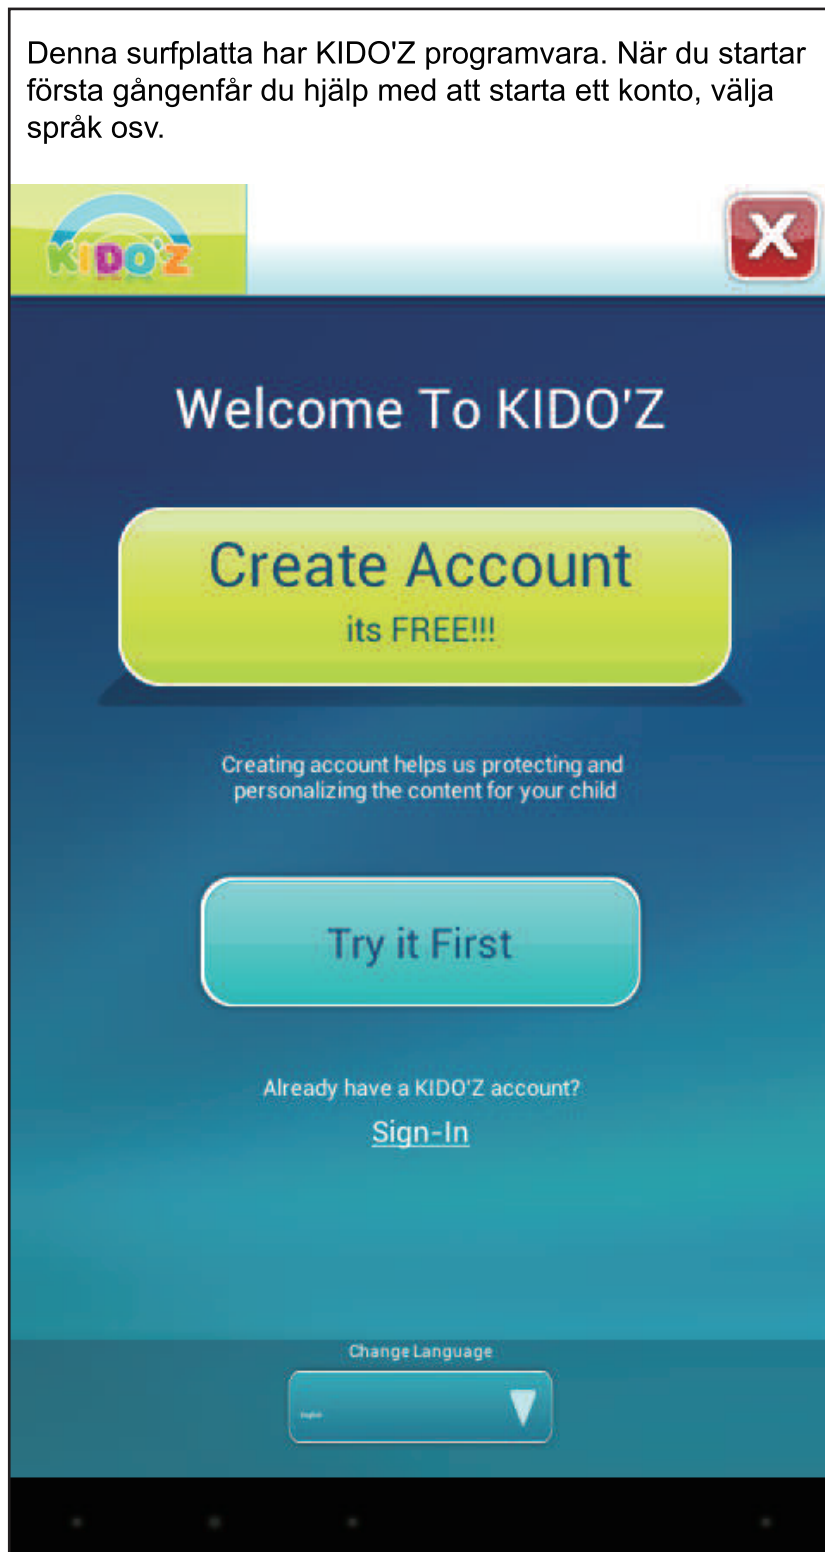 Denna surfplatta har KIDO'Z programvara. När du startar
första gångenfår du hjälp med att starta ett konto, välja
språk osv.
KIDO'Z
X
Welcome To KIDO'Z
Create Account
its FREE!!!
Creating account helps us protecting and
personalizing the content for your child
Try it First
Already have a KIDO'Z account?
Sign-In
Change Language
English